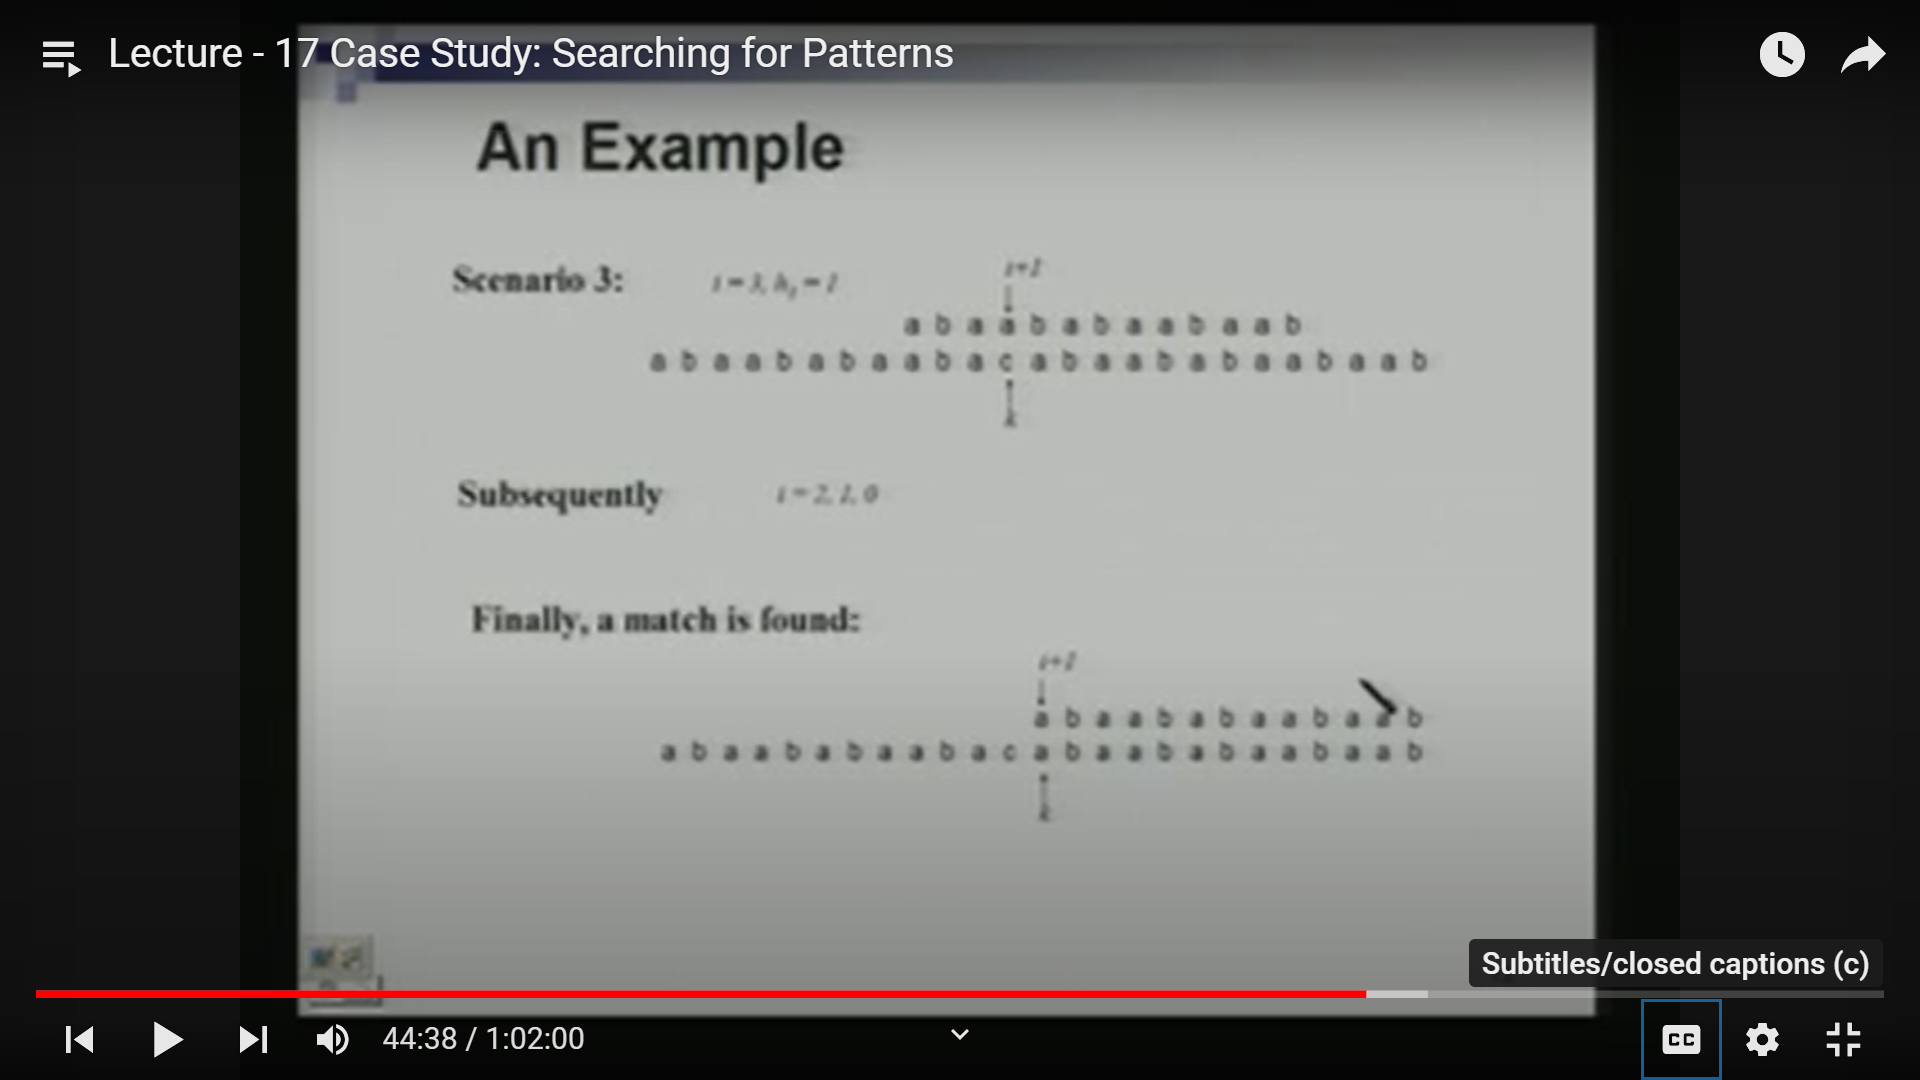 Lecture - 17 Case Study: Searching for Patterns
An Example
Scenario 3: i = 3, h_i = 1
i+1
a b a a b a b a a b a a b
a b a a b a b a a b a c a b a a b a b a a b a a b
k
Subsequently i = 2, 1, 0
Finally, a match is found:
i+1
a b a a b a b a a b a a b
a b a a b a b a a b a c a b a a b a b a a b a a b
k
Subtitles/closed captions (c)
44:38 / 1:02:00
CC